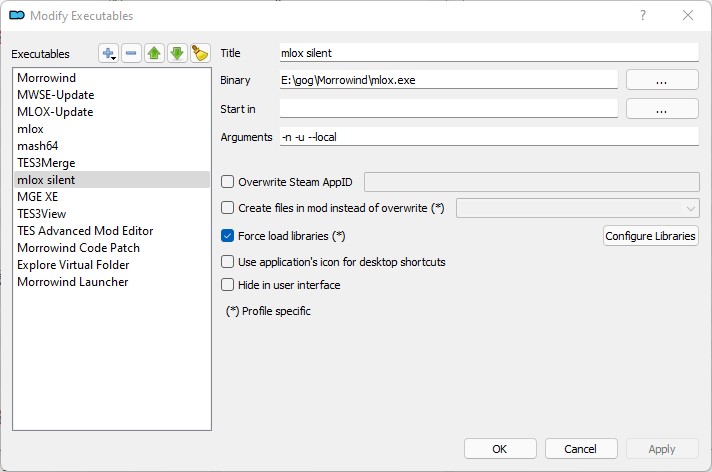 Modify Executables
? 
Executables
Morrowind
MWSE-Update
MLOX-Update
mlox
mash64
TES3Merge
mlox silent
MGE XE
TES3View
TES Advanced Mod Editor
Morrowind Code Patch
Explore Virtual Folder
Morrowind Launcher
Title mlox silent
Binary E:\gog\Morrowind\mlox.exe ...
Start in ...
Arguments -n -u --local
Overwrite Steam AppID
Create files in mod instead of overwrite (*)
Force load libraries (*) Configure Libraries
Use application's icon for desktop shortcuts
Hide in user interface
(*) Profile specific
OK Cancel Apply